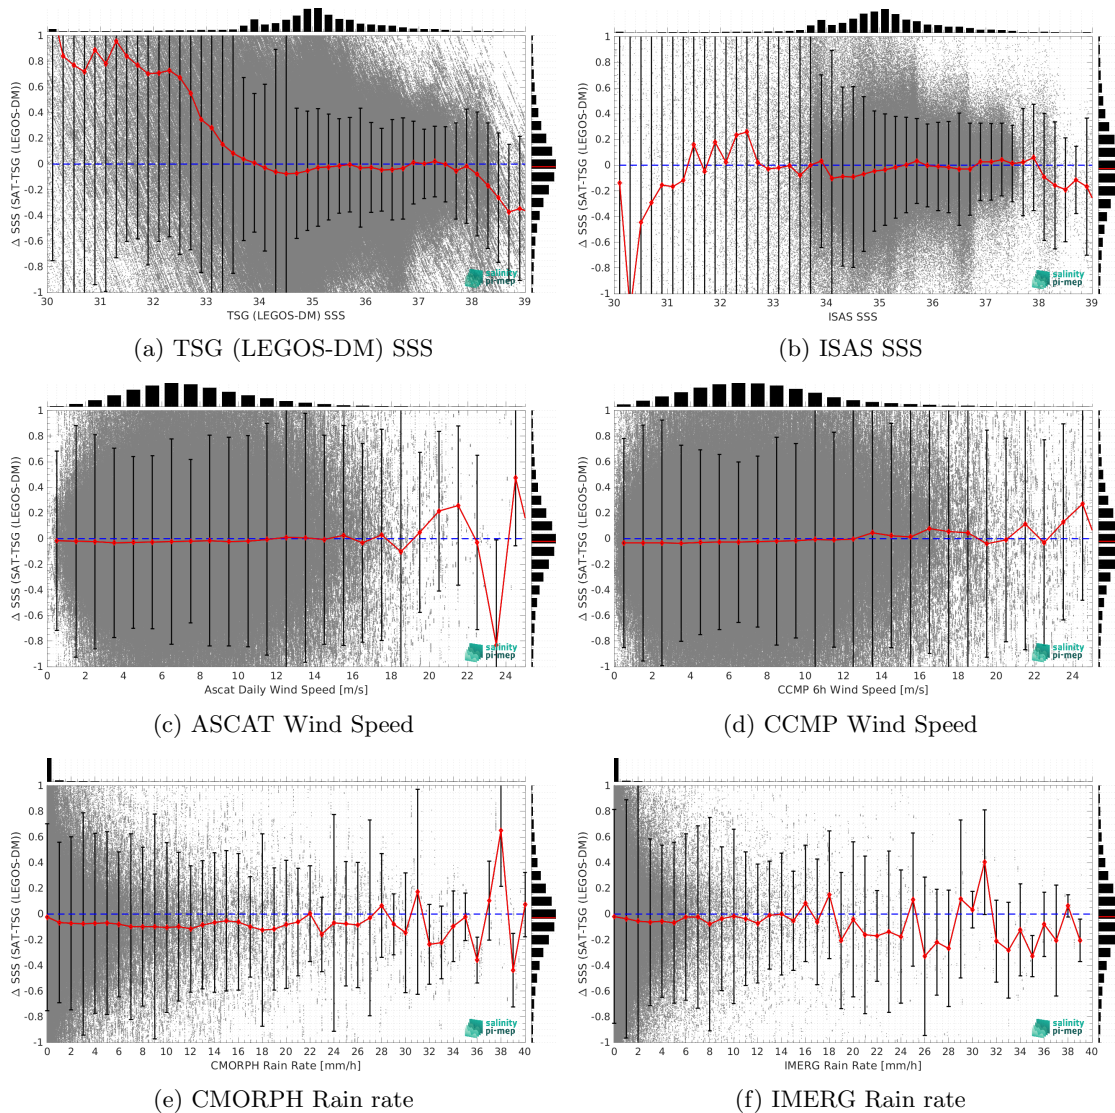 1
0.8
0.6
0.4
0.2
0
-0.2
-0.4
-0.6
-0.8
-1
Δ SSS (SAT-TSG (LEGOS-DM))
salinity
pi-mep
30 31 32 33 34 35 36 37 38 39
TSG (LEGOS-DM) SSS
(a) TSG (LEGOS-DM) SSS
1
0.8
0.6
0.4
0.2
0
-0.2
-0.4
-0.6
-0.8
-1
Δ SSS (SAT-TSG (LEGOS-DM))
salinity
pi-mep
30 31 32 33 34 35 36 37 38 39
ISAS SSS
(b) ISAS SSS
1
0.8
0.6
0.4
0.2
0
-0.2
-0.4
-0.6
-0.8
-1
Δ SSS (SAT-TSG (LEGOS-DM))
salinity
pi-mep
0 2 4 6 8 10 12 14 16 18 20 22 24
Ascat Daily Wind Speed [m/s]
(c) ASCAT Wind Speed
1
0.8
0.6
0.4
0.2
0
-0.2
-0.4
-0.6
-0.8
-1
Δ SSS (SAT-TSG (LEGOS-DM))
salinity
pi-mep
0 2 4 6 8 10 12 14 16 18 20 22 24
CCMP 6h Wind Speed [m/s]
(d) CCMP Wind Speed
1
0.8
0.6
0.4
0.2
0
-0.2
-0.4
-0.6
-0.8
-1
Δ SSS (SAT-TSG (LEGOS-DM))
salinity
pi-mep
0 2 4 6 8 10 12 14 16 18 20 22 24 26 28 30 32 34 36 38 40
CMORPH Rain Rate [mm/h]
(e) CMORPH Rain rate
1
0.8
0.6
0.4
0.2
0
-0.2
-0.4
-0.6
-0.8
-1
Δ SSS (SAT-TSG (LEGOS-DM))
salinity
pi-mep
0 2 4 6 8 10 12 14 16 18 20 22 24 26 28 30 32 34 36 38 40
IMERG Rain Rate [mm/h]
(f) IMERG Rain rate